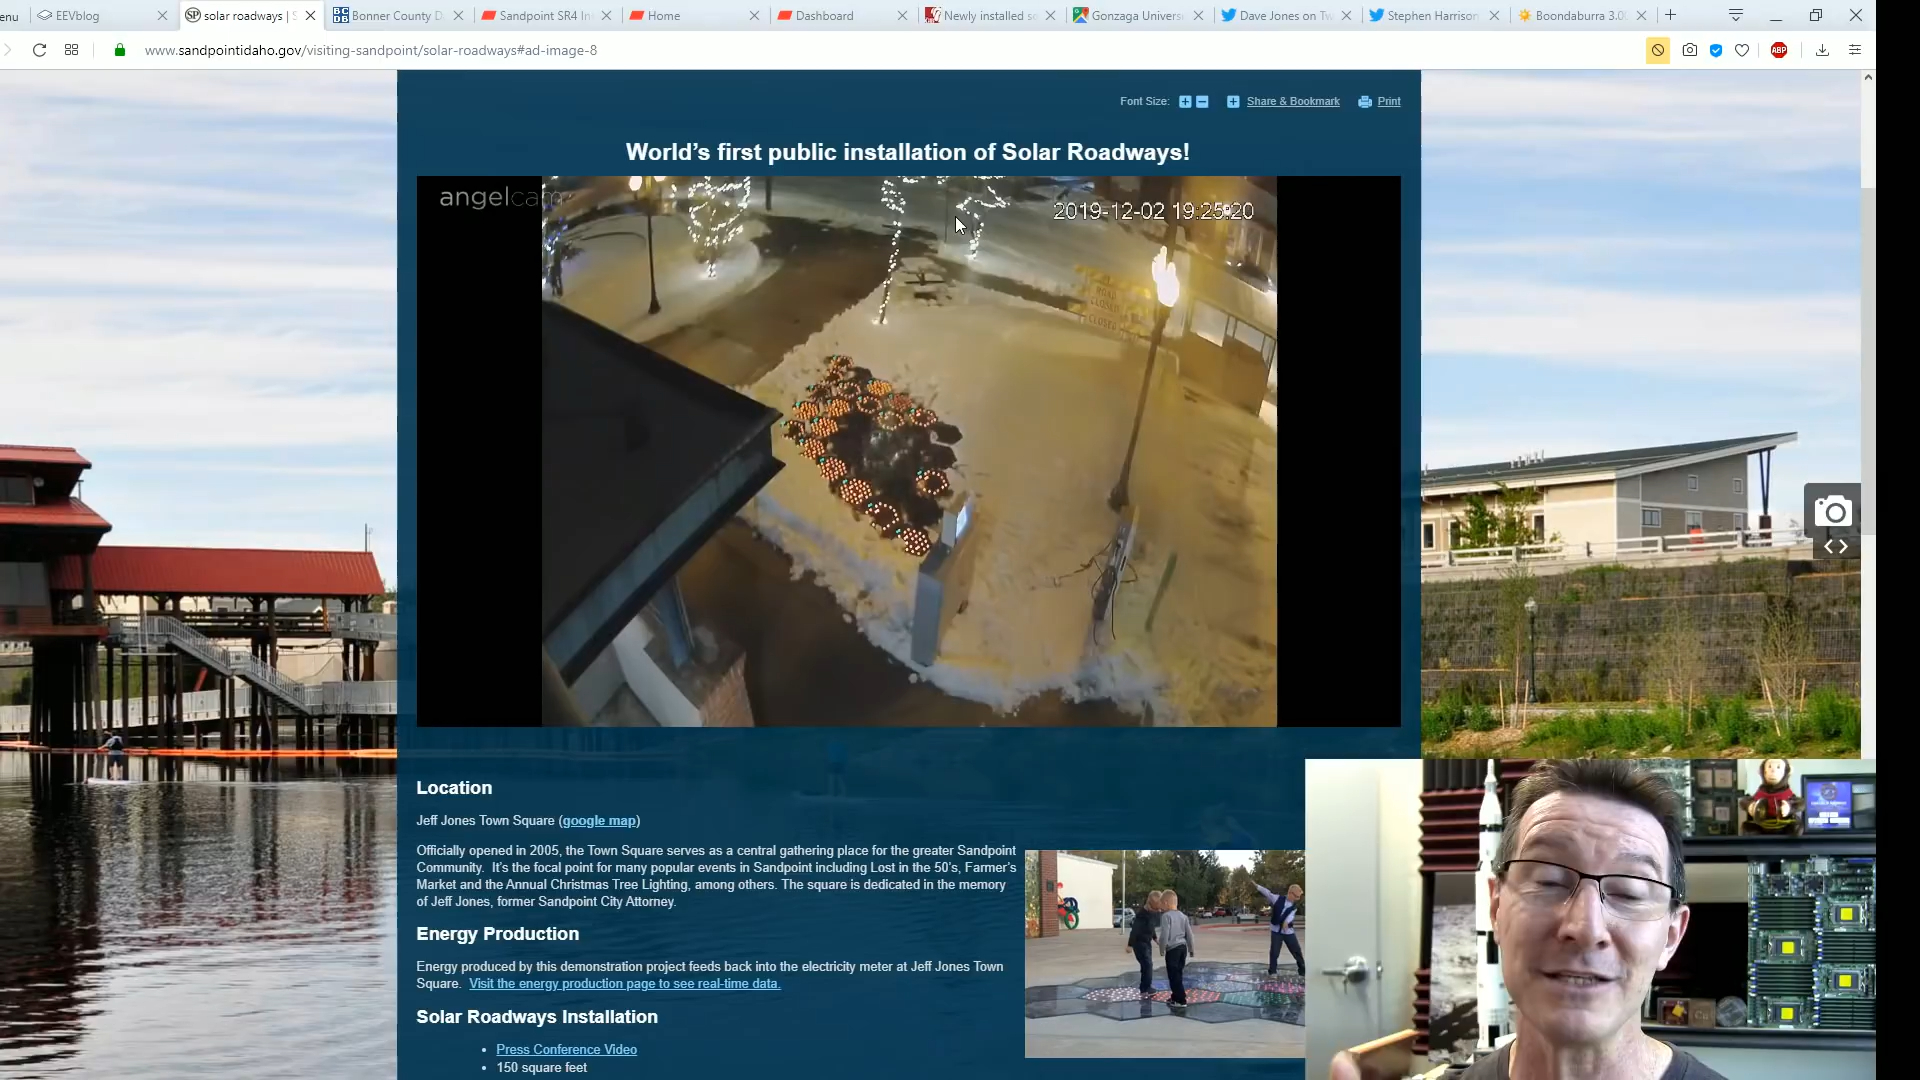 enu
EEVblog
solar roadways | S
Bonner County D
Sandpoint SR4 In
Home
Dashboard
Newly installed so
Gonzaga Universi
Dave Jones on Tw
Stephen Harrison
Boondaburra 3.0
www.sandpointidaho.gov/visiting-sandpoint/solar-roadways#ad-image-8
ABP
Font Size:
Share & Bookmark
Print
World's first public installation of Solar Roadways!
angelcam
2019-12-02 19:25:20
ROAD
CLOSED
CLOSED
Location
Jeff Jones Town Square (google map)
Officially opened in 2005, the Town Square serves as a central gathering place for the greater Sandpoint
Community. It's the focal point for many popular events in Sandpoint including Lost in the 50's, Farmer's
Market and the Annual Christmas Tree Lighting, among others. The square is dedicated in the memory
of Jeff Jones, former Sandpoint City Attorney.
Energy Production
Energy produced by this demonstration project feeds back into the electricity meter at Jeff Jones Town
Square. Visit the energy production page to see real-time data.
Solar Roadways Installation
• Press Conference Video
• 150 square feet